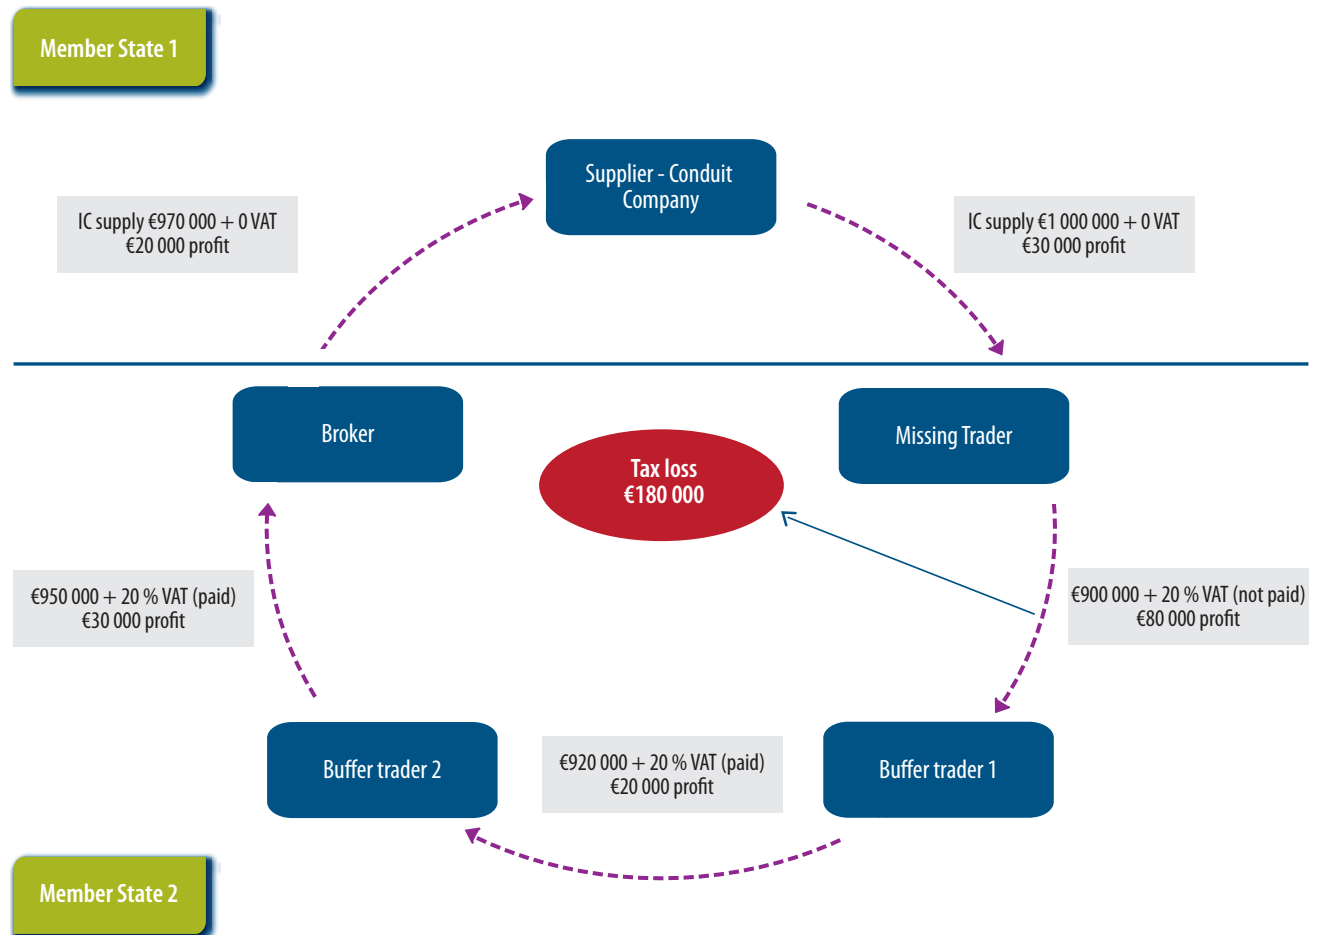 Member State 1
Supplier - Conduit
Company
IC supply €970 000 + 0 VAT
€20 000 profit
IC supply €1 000 000 + 0 VAT
€30 000 profit
Broker
Missing Trader
Tax loss
€180 000
€950 000 + 20 % VAT (paid)
€30 000 profit
€900 000 + 20 % VAT (not paid)
€80 000 profit
Buffer trader 2
€920 000 + 20 % VAT (paid)
€20 000 profit
Buffer trader 1
Member State 2